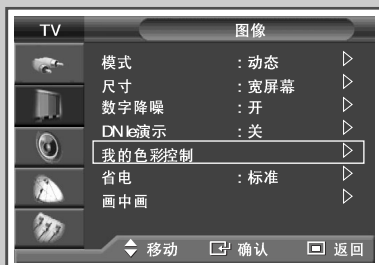 TV 图像
模式 : 动态
尺寸 : 宽屏幕
数字降噪 : 开
DNIe演示 : 关
我的色彩控制
省电 : 标准
画中画
移动 确认 返回